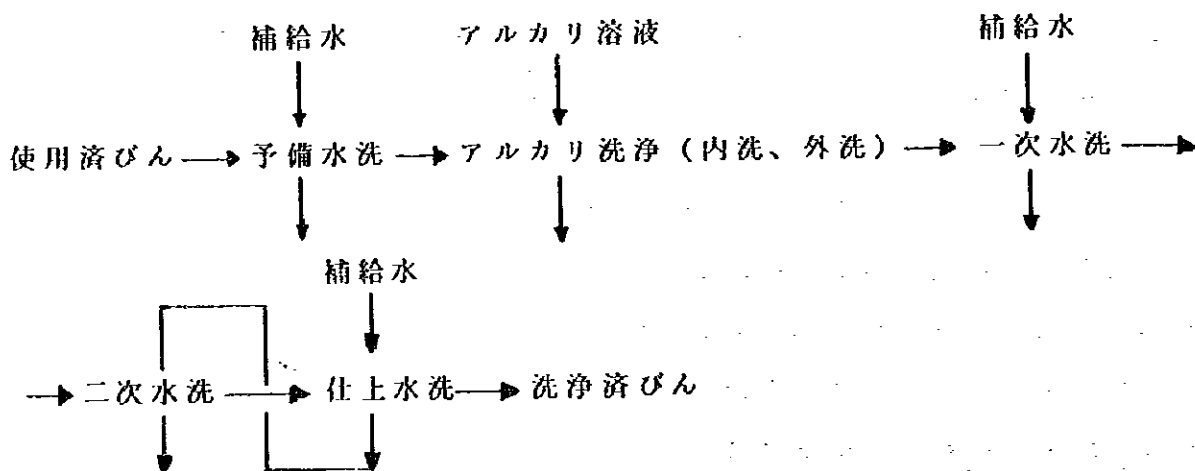 補給水 アルカリ溶液 補給水
使用済びん 予備水洗 アルカリ洗浄(内洗、外洗) 一次水洗
補給水
二次水洗 仕上水洗 洗浄済びん